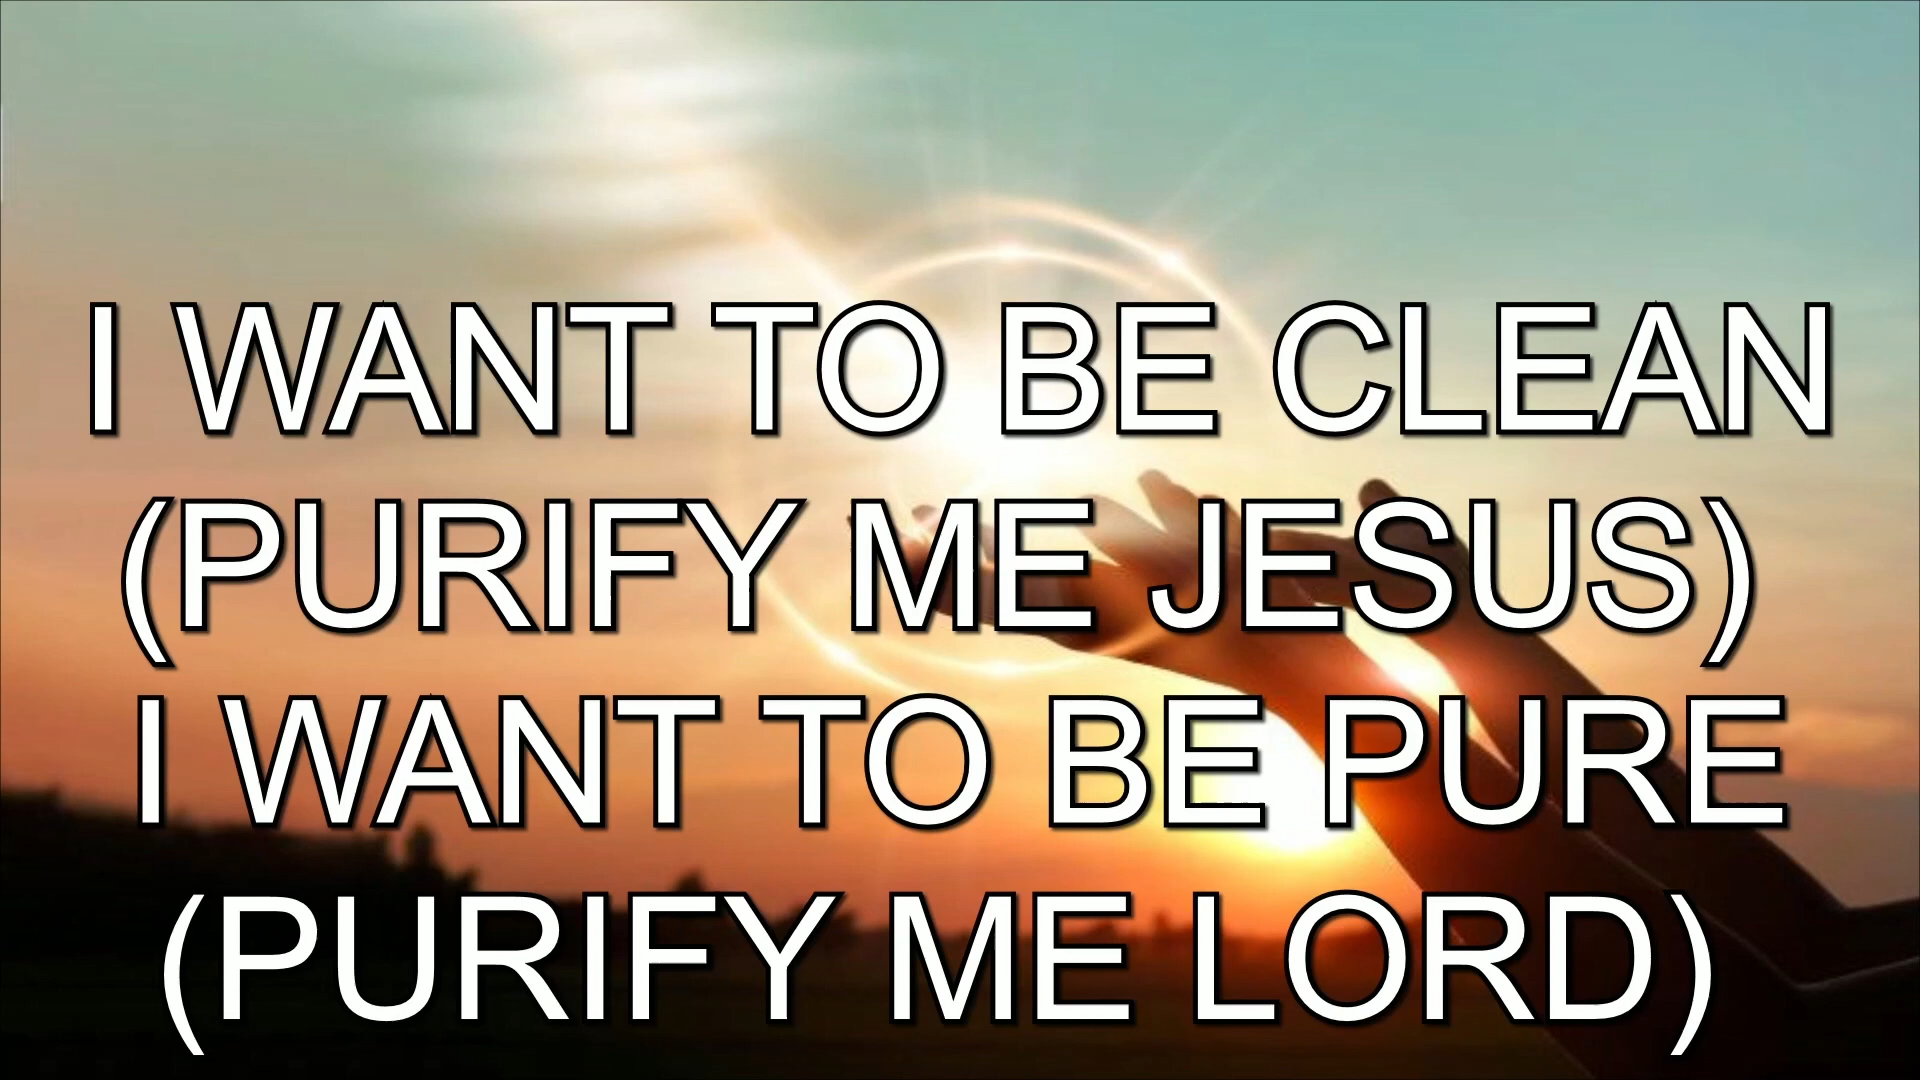 I WANT TO BE CLEAN
(PURIFY ME JESUS)
I WANT TO BE PURE
(PURIFY ME LORD)